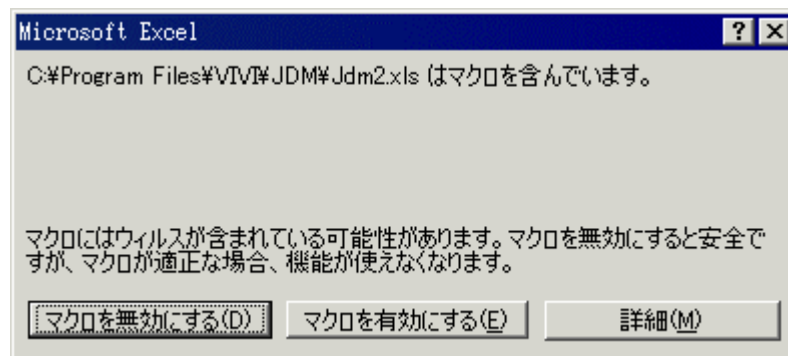 Microsoft Excel
C:¥Program Files¥VIVI¥JDM¥Jdm2.xls はマクロを含んでいます。
マクロにはウィルスが含まれている可能性があります。マクロを無効にすると安全で
すが、マクロが適正な場合、機能が使えなくなります。
マクロを無効にする(D) マクロを有効にする(E) 詳細(M)